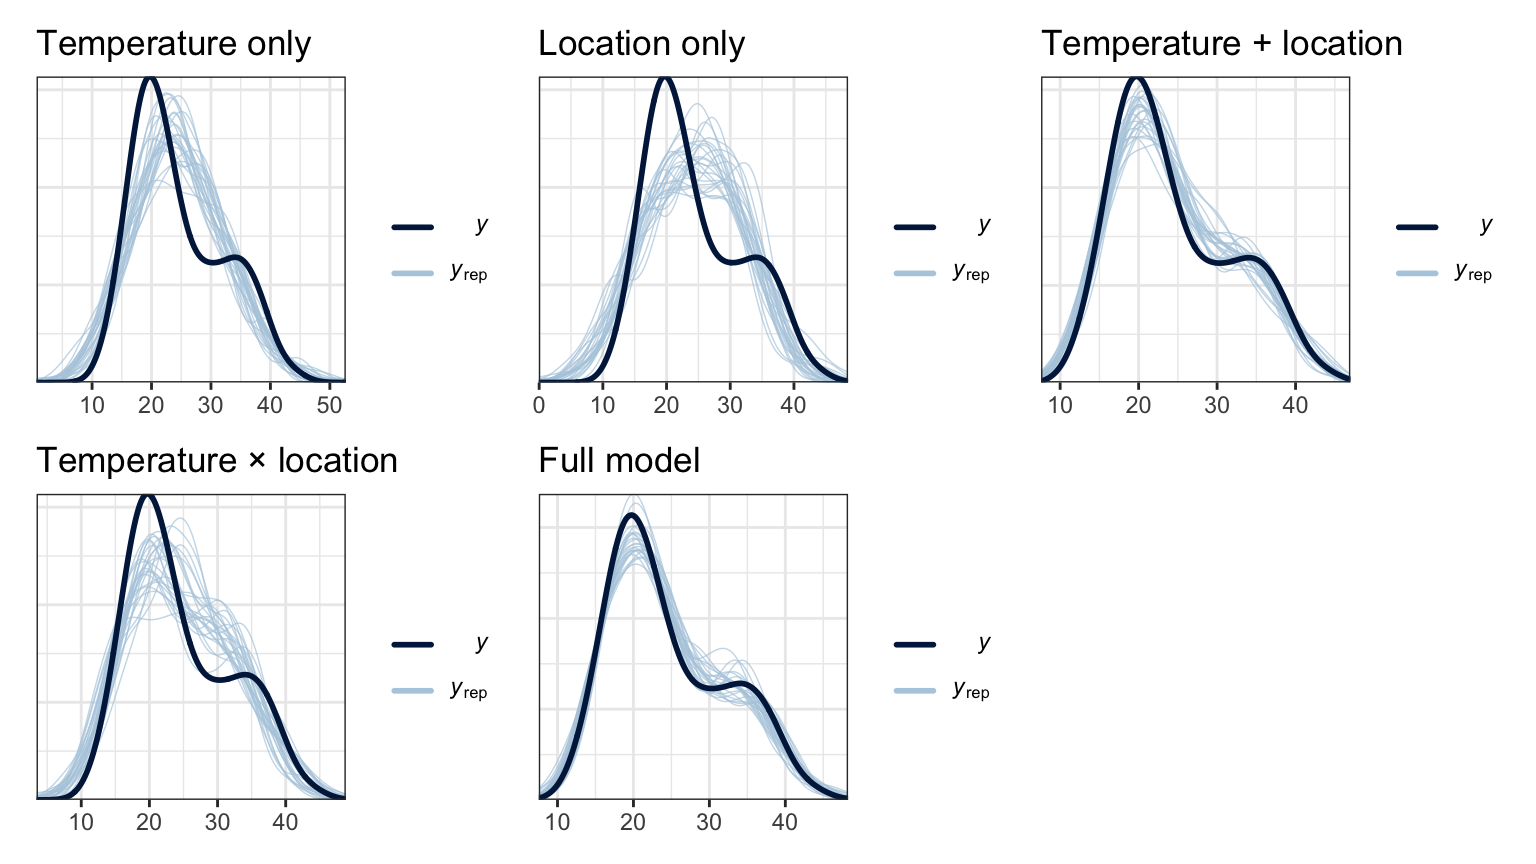 Temperature only
Location only
Temperature + location
y
yrep
y
yrep
y
yrep
10 20 30 40 50
0 10 20 30 40
10 20 30 40
Temperature × location
Full model
y
yrep
y
yrep
10 20 30 40
10 20 30 40